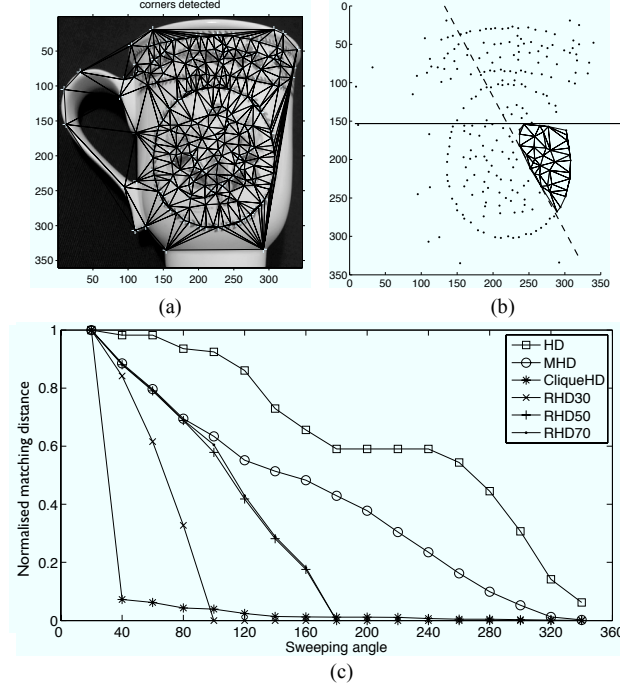 corners detected
50
100
150
200
250
300
350
50 100 150 200 250 300
(a)
0
50
100
150
200
250
300
350
0 50 100 150 200 250 300 350
(b)
Normalised matching distance
1
0.8
0.6
0.4
0.2
0
HD
MHD
CliqueHD
RHD30
RHD50
RHD70
0 40 80 120 160 200 240 280 320 360
Sweeping angle
(c)